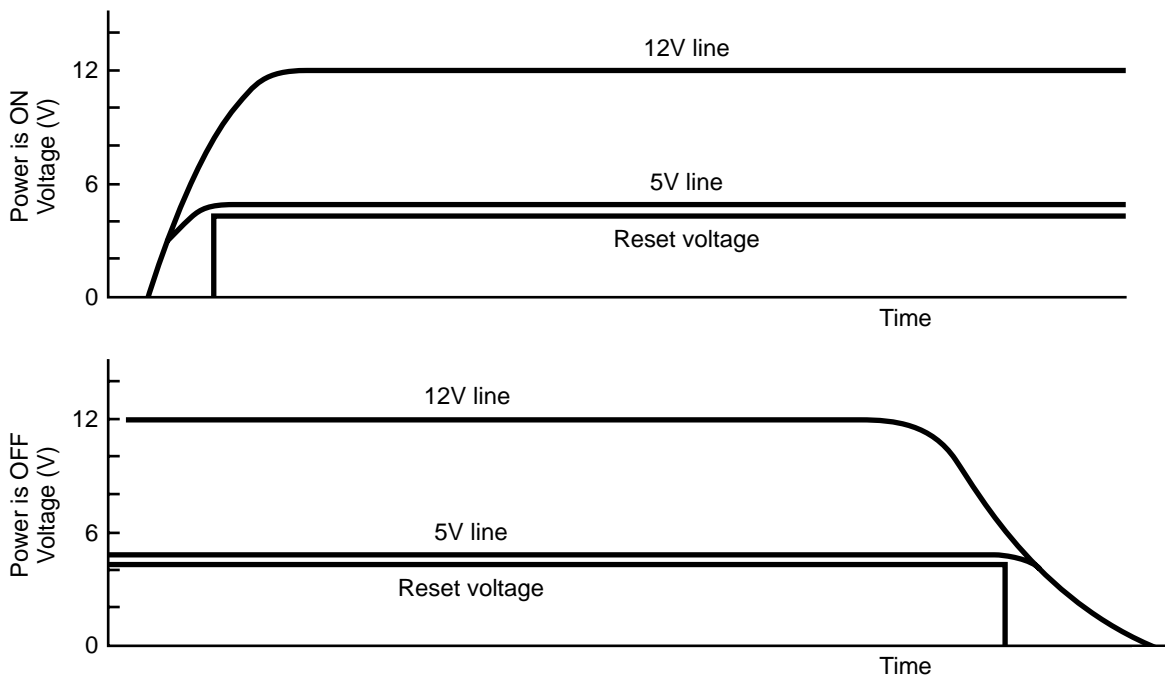 Power is ON
Voltage (V)
12
6
0
12V line
5V line
Reset voltage
Time
Power is OFF
Voltage (V)
12
6
0
12V line
5V line
Reset voltage
Time